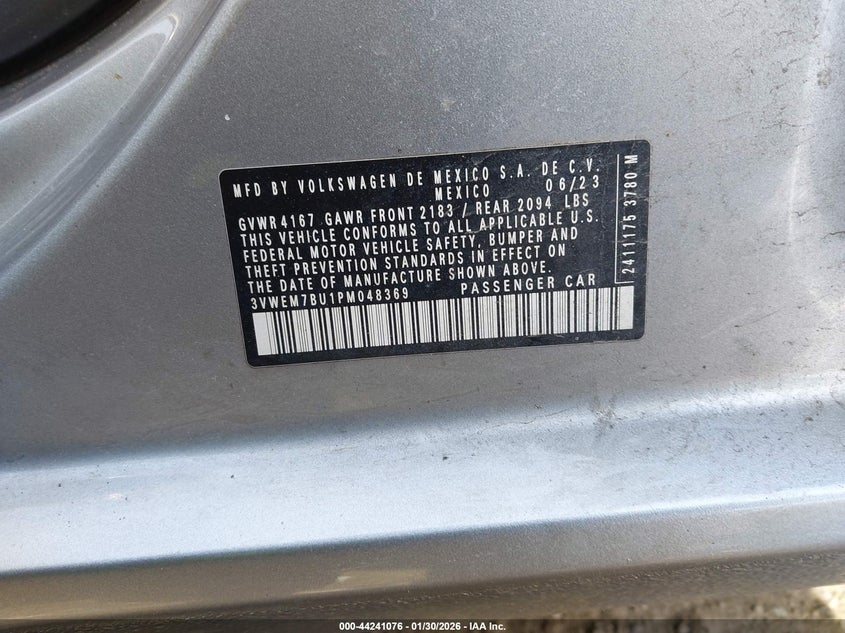 MFD BY VOLKSWAGEN DE MEXICO S.A. DE C.V.
MEXICO 06/23
GVWR 4167 GAWR FRONT 2183 / REAR 2094 LBS
THIS VEHICLE CONFORMS TO ALL APPLICABLE U.S.
FEDERAL MOTOR VEHICLE SAFETY, BUMPER AND
THEFT PREVENTION STANDARDS IN EFFECT ON
THE DATE OF MANUFACTURE SHOWN ABOVE.
3VWEM7BU1PM048369 PASSENGER CAR
2411175 3780 M
000-44241076 - 01/30/2026 - IAA Inc.